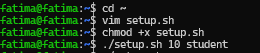 fatima@fatima:~$ cd ~
fatima@fatima:~$ vim setup.sh
fatima@fatima:~$ chmod +x setup.sh
fatima@fatima:~$ ./setup.sh 10 student